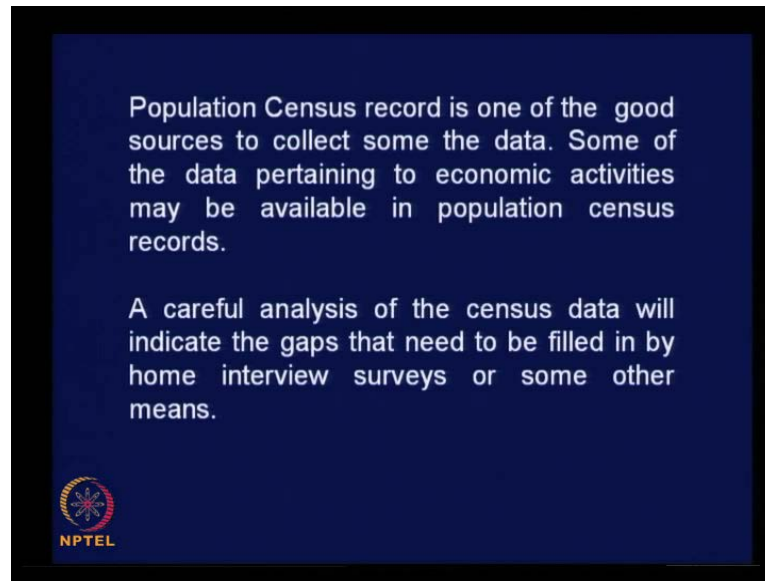 Population Census record is one of the good
sources to collect some the data. Some of
the data pertaining to economic activities
may be available in population census
records.
A careful analysis of the census data will
indicate the gaps that need to be filled in by
home interview surveys or some other
means.
NPTEL